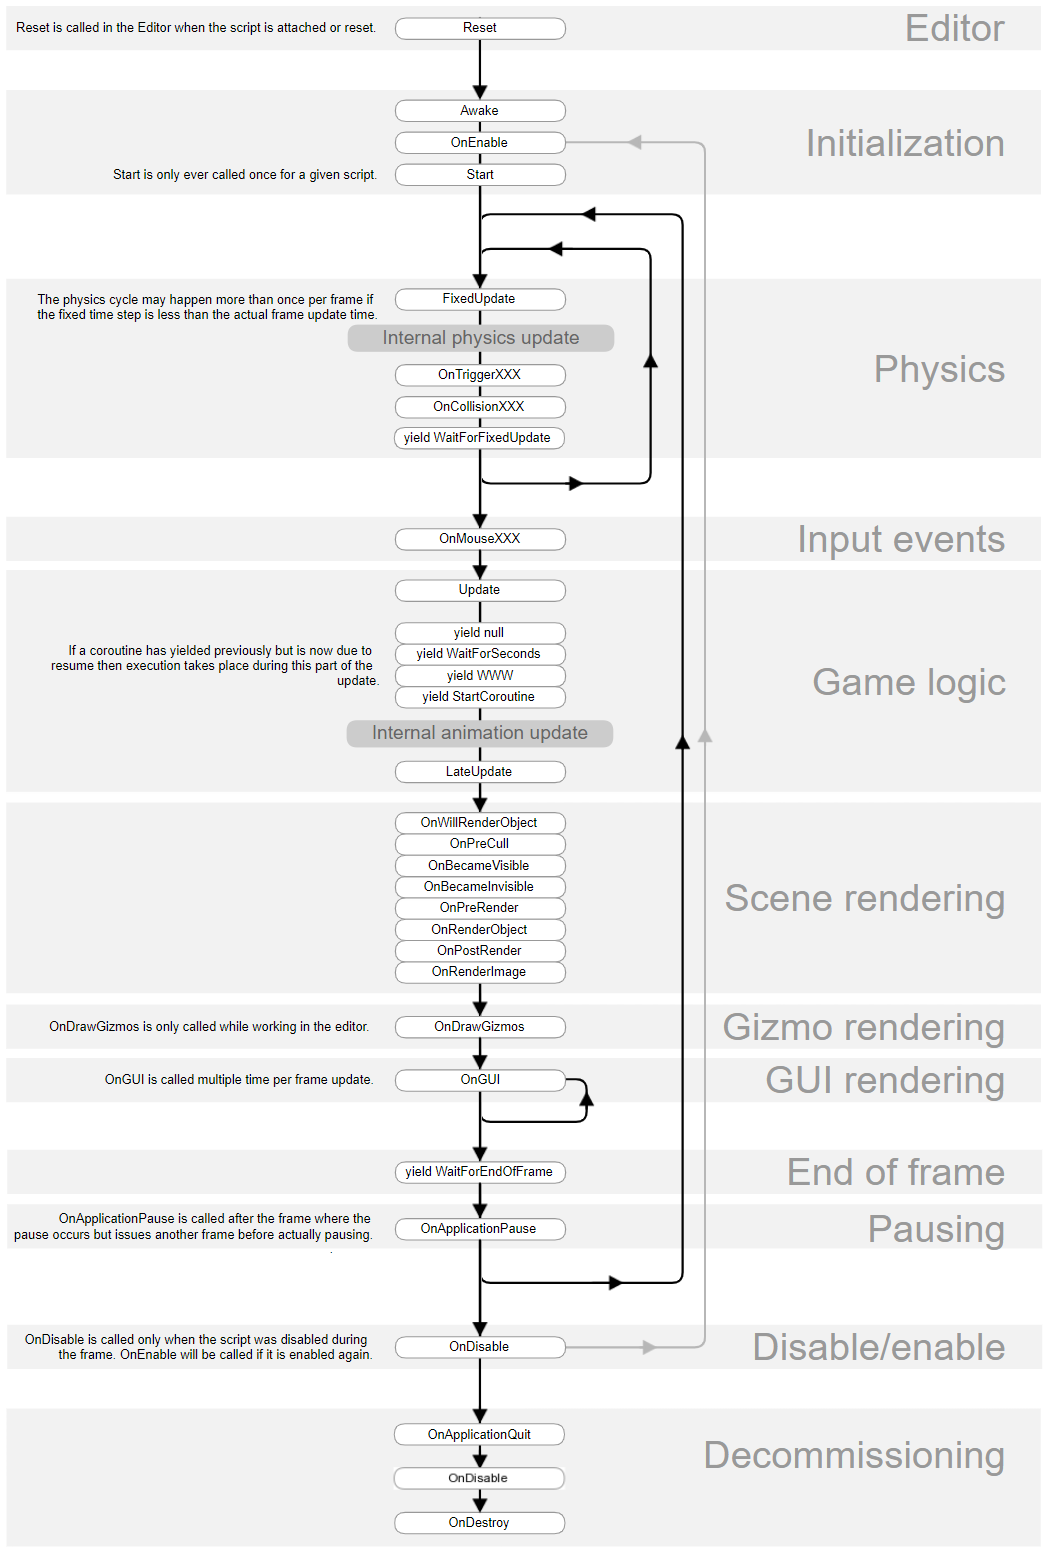 Reset is called in the Editor when the script is attached or reset.
Reset
Editor
Awake
OnEnable
Initialization
Start is only ever called once for a given script.
Start
The physics cycle may happen more than once per frame if
the fixed time step is less than the actual frame update time.
FixedUpdate
Internal physics update
Physics
OnTriggerXXX
OnCollisionXXX
yield WaitForFixedUpdate
OnMouseXXX
Input events
Update
yield null
If a coroutine has yielded previously but is now due to
resume then execution takes place during this part of the
update.
yield WaitForSeconds
yield WWW
yield StartCoroutine
Game logic
Internal animation update
LateUpdate
OnWillRenderObject
OnPreCull
OnBecameVisible
OnBecameInvisible
Scene rendering
OnPreRender
OnRenderObject
OnPostRender
OnRenderImage
OnDrawGizmos is only called while working in the editor.
OnDrawGizmos
Gizmo rendering
OnGUI is called multiple time per frame update.
OnGUI
GUI rendering
yield WaitForEndOfFrame
End of frame
OnApplicationPause is called after the frame where the
pause occurs but issues another frame before actually pausing.
.
OnApplicationPause
Pausing
OnDisable is called only when the script was disabled during
the frame. OnEnable will be called if it is enabled again.
OnDisable
Disable/enable
OnApplicationQuit
Decommissioning
OnDisable
OnDestroy